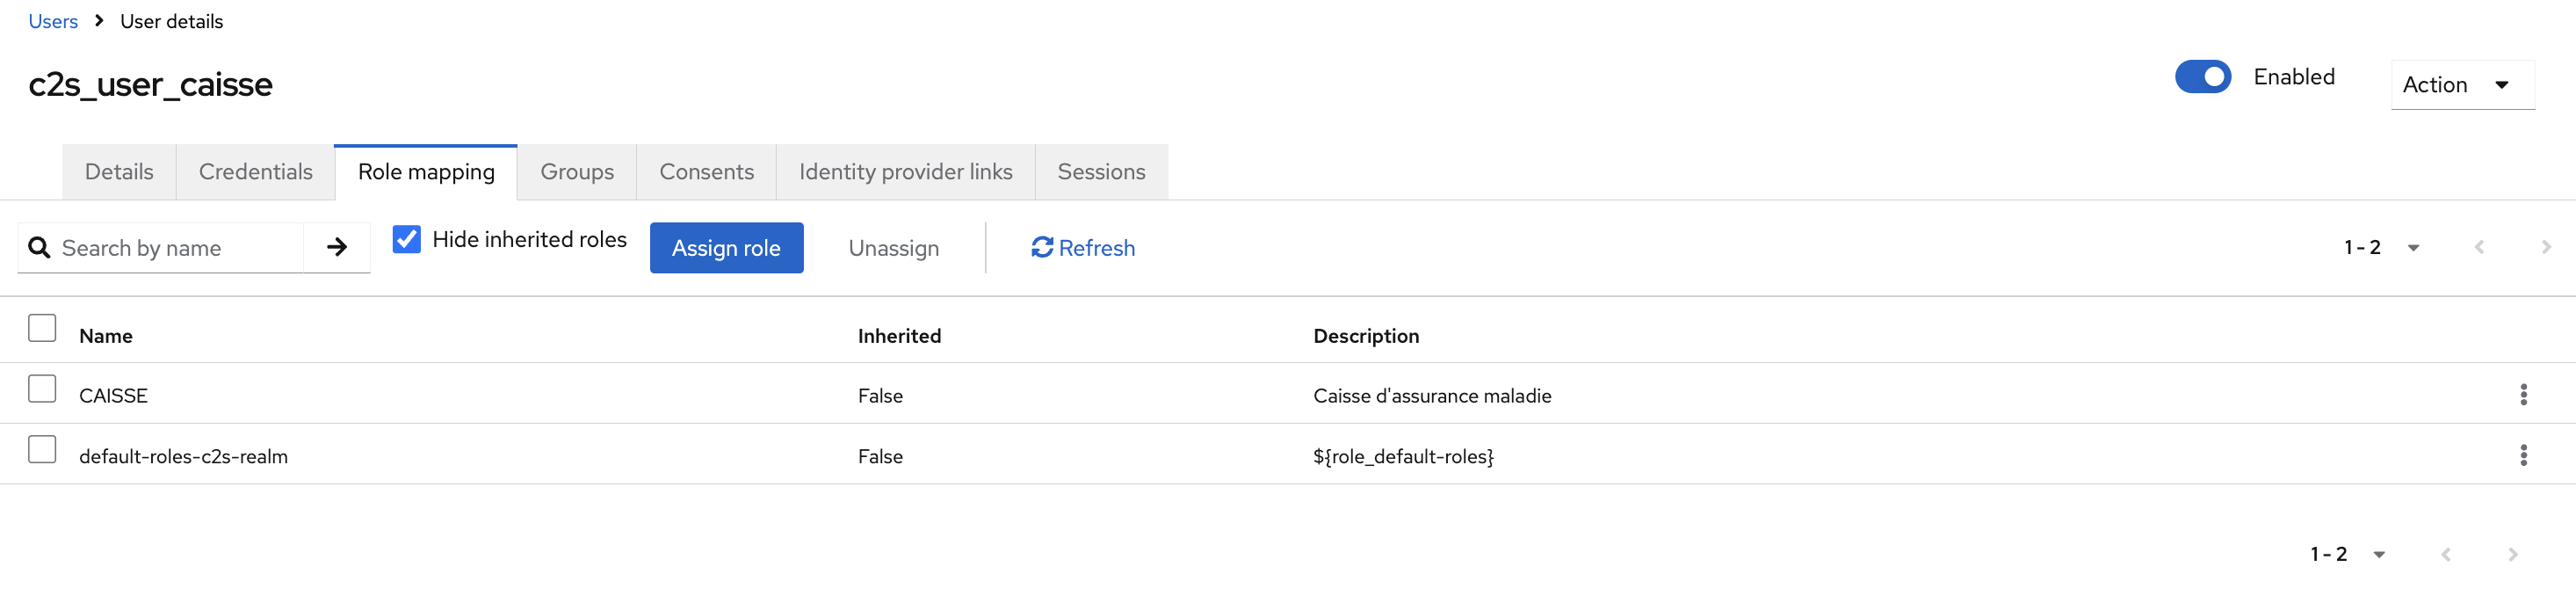 Users > User details
c2s_user_caisse
Enabled
Action
Details Credentials Role mapping Groups Consents Identity provider links Sessions
Search by name
Hide inherited roles
Assign role
Unassign
Refresh
1 - 2
Name Inherited Description
CAISSE False Caisse d'assurance maladie
default-roles-c2s-realm False ${role_default-roles}
1 - 2